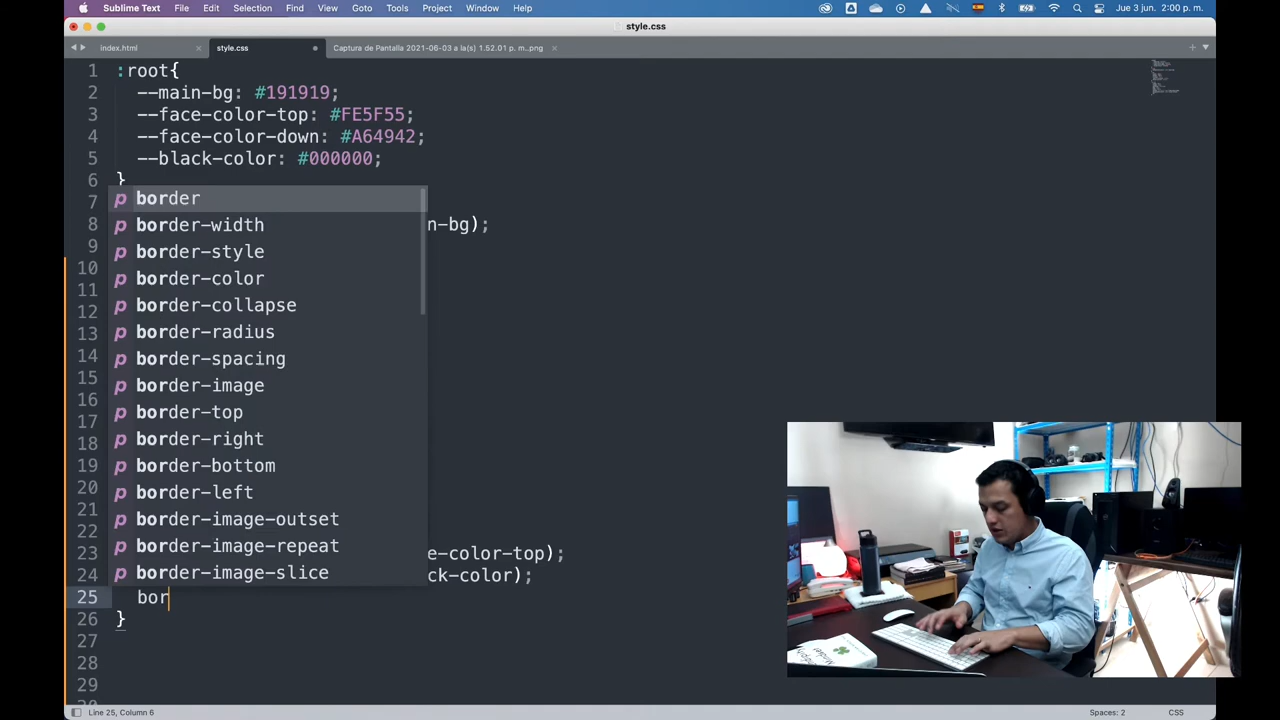 Sublime Text File Edit Selection Find View Goto Tools Project Window Help Jue 3 jun. 2:00 p. m.
style.css
index.html × style.css Captura de Pantalla 2021-06-03 a la(s) 1.52.01 p. m..png ×
1 :root{
2 --main-bg: #191919;
3 --face-color-top: #FE5F55;
4 --face-color-down: #A64942;
5 --black-color: #000000;
6 }
7
8 n-bg);
9
10
11
12
13
14
15
16
17
18
19
20
21
22
23 e-color-top);
24 ck-color);
25 bor
26 }
27
28
29
p border
p border-width
p border-style
p border-color
p border-collapse
p border-radius
p border-spacing
p border-image
p border-top
p border-right
p border-bottom
p border-left
p border-image-outset
p border-image-repeat
p border-image-slice
Line 25, Column 6 Spaces: 2 CSS